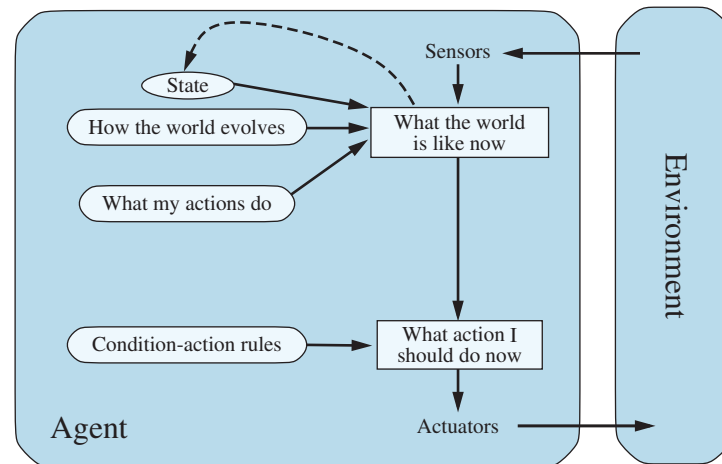 Sensors
State
How the world evolves
What the world
is like now
What my actions do
Condition-action rules
What action I
should do now
Agent
Actuators
Environment